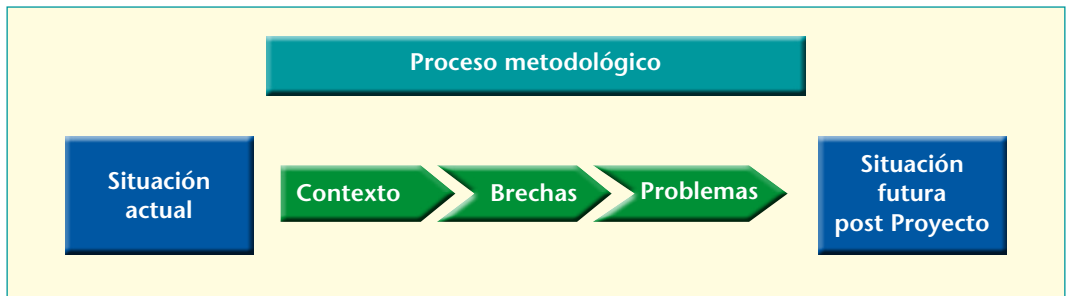 Proceso metodológico
Situación
actual
Contexto
Brechas
Problemas
Situación
futura
post Proyecto